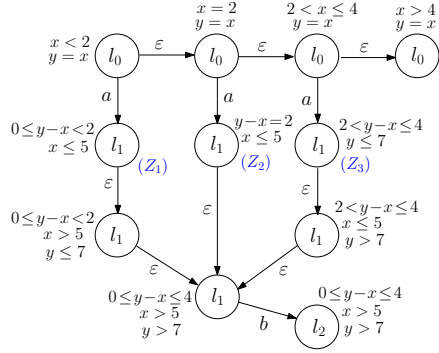 x < 2
y = x
x = 2
y = x
2 < x ≤ 4
y = x
x > 4
y = x
l₀ ε l₀ ε l₀ ε l₀
a a a
0 ≤ y−x < 2
x ≤ 5
l₁
(Z₁)
y−x = 2
x ≤ 5
l₁
(Z₂)
2 < y−x ≤ 4
y ≤ 7
l₁
(Z₃)
ε ε ε
0 ≤ y−x < 2
x > 5
y ≤ 7
l₁
2 < y−x ≤ 4
x ≤ 5
y > 7
l₁
ε ε
0 ≤ y−x ≤ 4
x > 5
y > 7
l₁
b
0 ≤ y−x ≤ 4
x > 5
y > 7
l₂